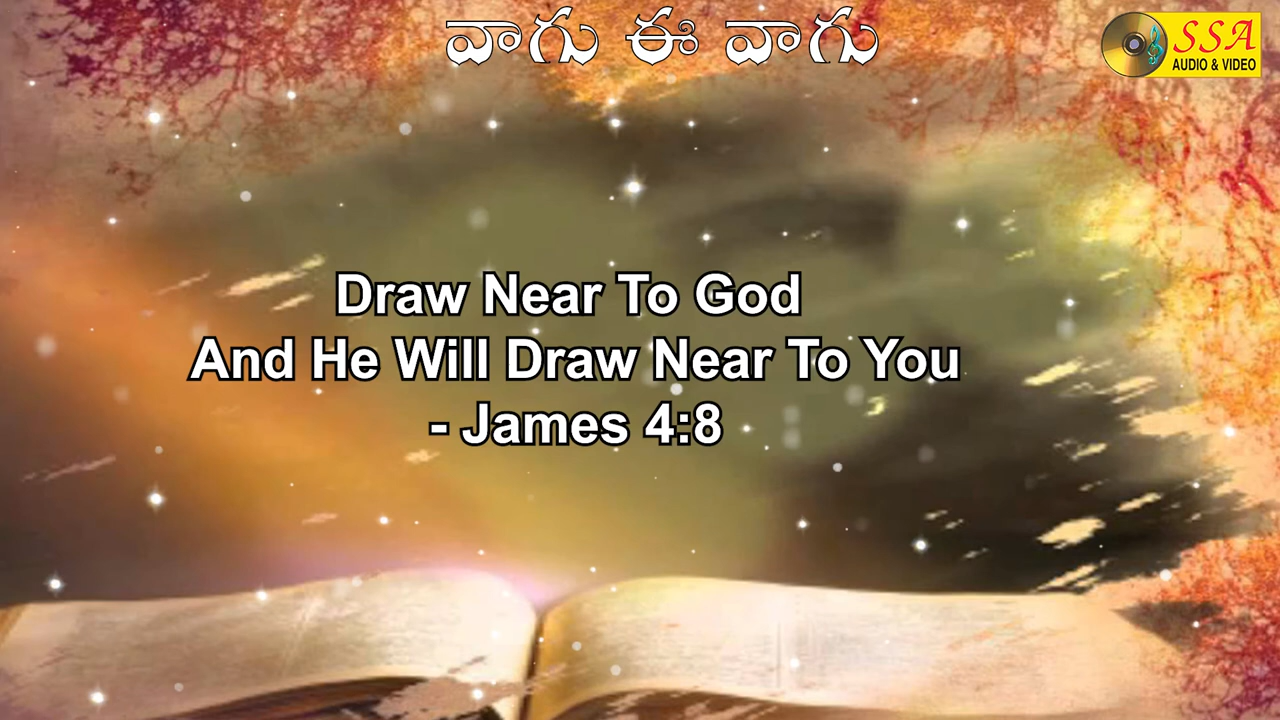 వాగు ఈ వాగు
SSA
AUDIO & VIDEO
Draw Near To God
And He Will Draw Near To You
- James 4:8